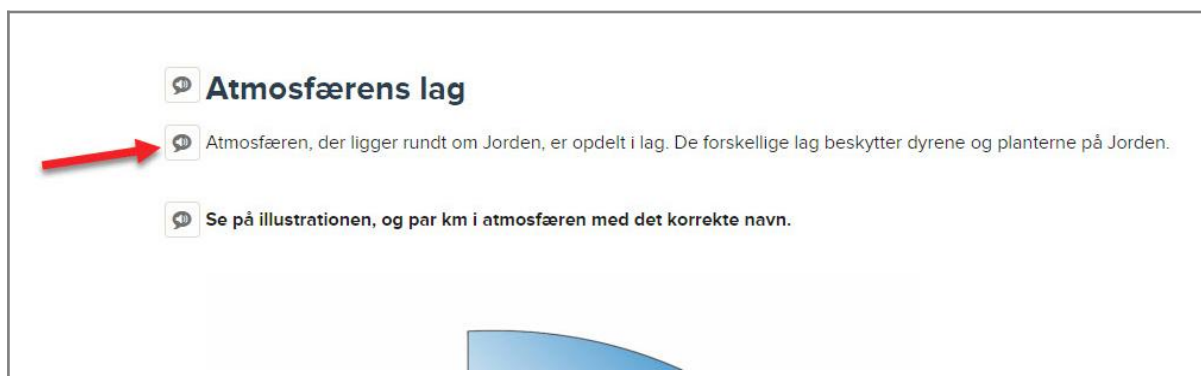 Atmosfærens lag
Atmosfæren, der ligger rundt om Jorden, er opdelt i lag. De forskellige lag beskytter dyrene og planterne på Jorden.
Se på illustrationen, og par km i atmosfæren med det korrekte navn.